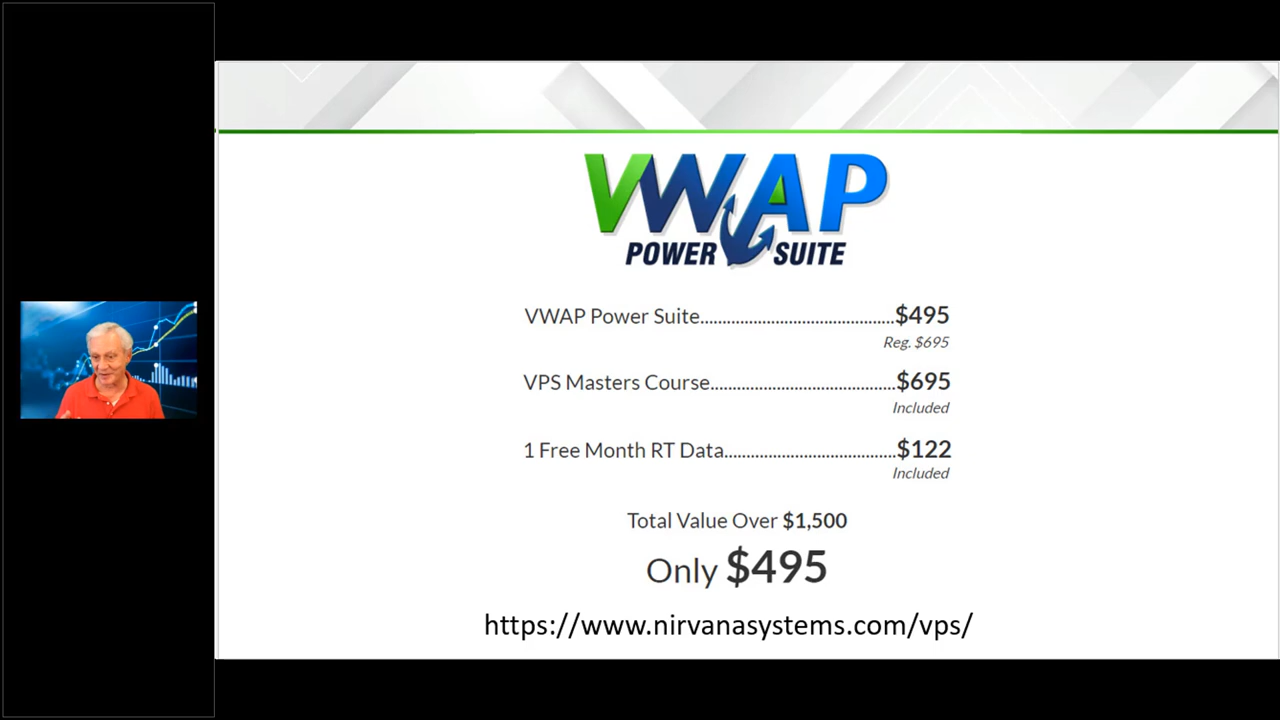 VWAP
POWER SUITE
VWAP Power Suite...........................................$495
Reg. $695
VPS Masters Course.........................................$695
Included
1 Free Month RT Data.......................................$122
Included
Total Value Over $1,500
Only $495
https://www.nirvanasystems.com/vps/